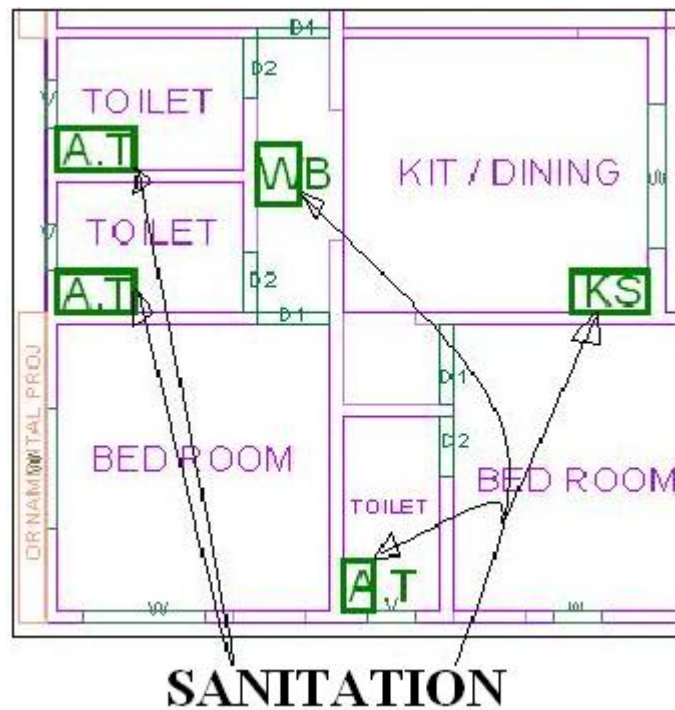 D1
D2
TOILET
V
A.T
WB
KIT / DINING
W
TOILET
V
D2
A.T
KS
D1
D1
ORNAMENTAL PROJ
W
BED ROOM
D2
BED ROOM
TOILET
A.T
W
V
W
SANITATION